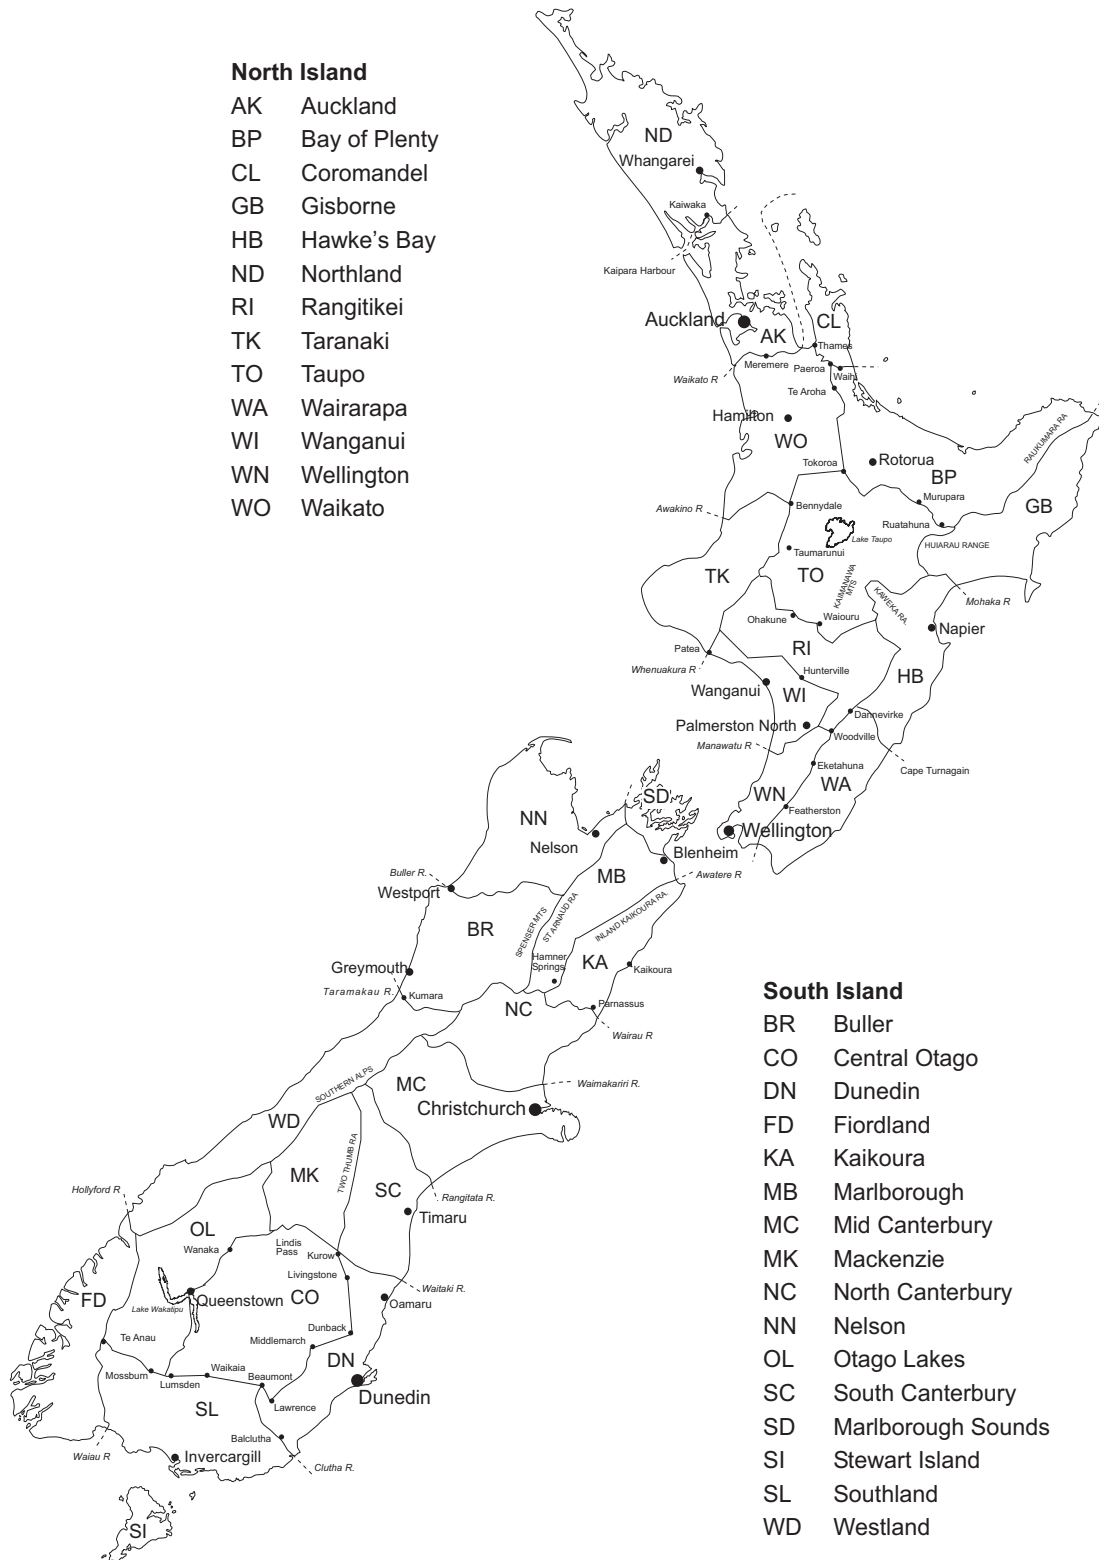 North Island
AK Auckland
BP Bay of Plenty
CL Coromandel
GB Gisborne
HB Hawke's Bay
ND Northland
RI Rangitikei
TK Taranaki
TO Taupo
WA Wairarapa
WI Wanganui
WN Wellington
WO Waikato
ND
Whangarei
Kaiwaka
Kaipara Harbour
Auckland
CL
AK
Thames
Meremere
Paeroa
Waihi
Waikato R
Te Aroha
Hamilton
WO
RAUKUMARA RA
Tokoroa
Rotorua
BP
Murupara
GB
Awakino R
Bennydale
Ruatahuna
Lake Taupo
HUIARAU RANGE
Taumarunui
TK
TO
KAIMANAWA
MTS
KAWEKA RA.
Mohaka R
Ohakune
Waiouru
Napier
Patea
RI
Whenuakura R
Hunterville
HB
Wanganui
WI
Dannevirke
Palmerston North
Woodville
Manawatu R
Eketahuna
Cape Turnagain
WA
WN
Featherston
Wellington
SD
NN
Nelson
Blenheim
Buller R.
MB
Awatere R
Westport
SPENSER MTS
ST ARNAUD RA
INLAND KAIKOURA RA.
BR
Hamner
Springs
KA
Kaikoura
Greymouth
Taramakau R.
Kumara
NC
Parnassus
Wairau R
SOUTHERN ALPS
MC
Waimakariri R.
Christchurch
WD
TWO THUMB RA
MK
SC
Hollyford R
Rangitata R.
Timaru
OL
Wanaka
Lindis
Pass
Kurow
Livingstone
Waitaki R.
FD
Lake Wakatipu
Queenstown
CO
Oamaru
Te Anau
Middlemarch
Dunback
DN
Mossburn
Lumsden
Waikaia
Beaumont
Dunedin
SL
Lawrence
Balclutha
Waiau R
Invercargill
Clutha R.
SI
South Island
BR Buller
CO Central Otago
DN Dunedin
FD Fiordland
KA Kaikoura
MB Marlborough
MC Mid Canterbury
MK Mackenzie
NC North Canterbury
NN Nelson
OL Otago Lakes
SC South Canterbury
SD Marlborough Sounds
SI Stewart Island
SL Southland
WD Westland